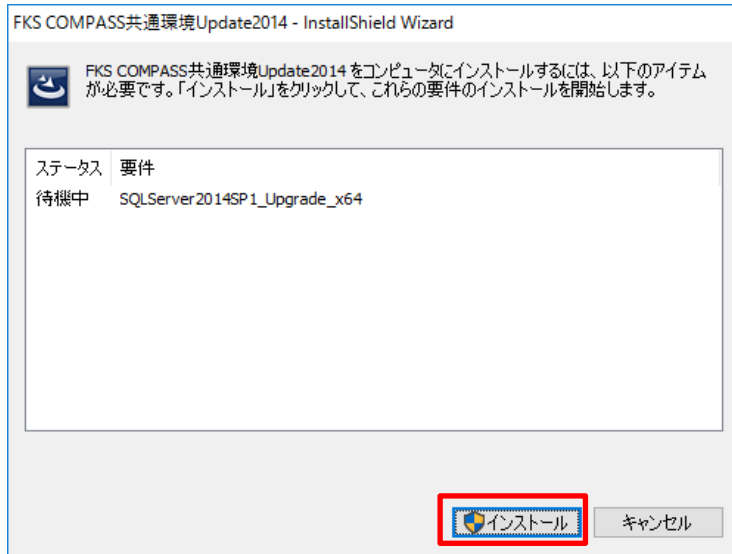 FKS COMPASS共通環境Update2014 - InstallShield Wizard
FKS COMPASS共通環境Update2014 をコンピュータにインストールするには、以下のアイテム
が必要です。「インストール」をクリックして、これらの要件のインストールを開始します。
ステータス 要件
待機中 SQLServer2014SP1_Upgrade_x64
インストール キャンセル